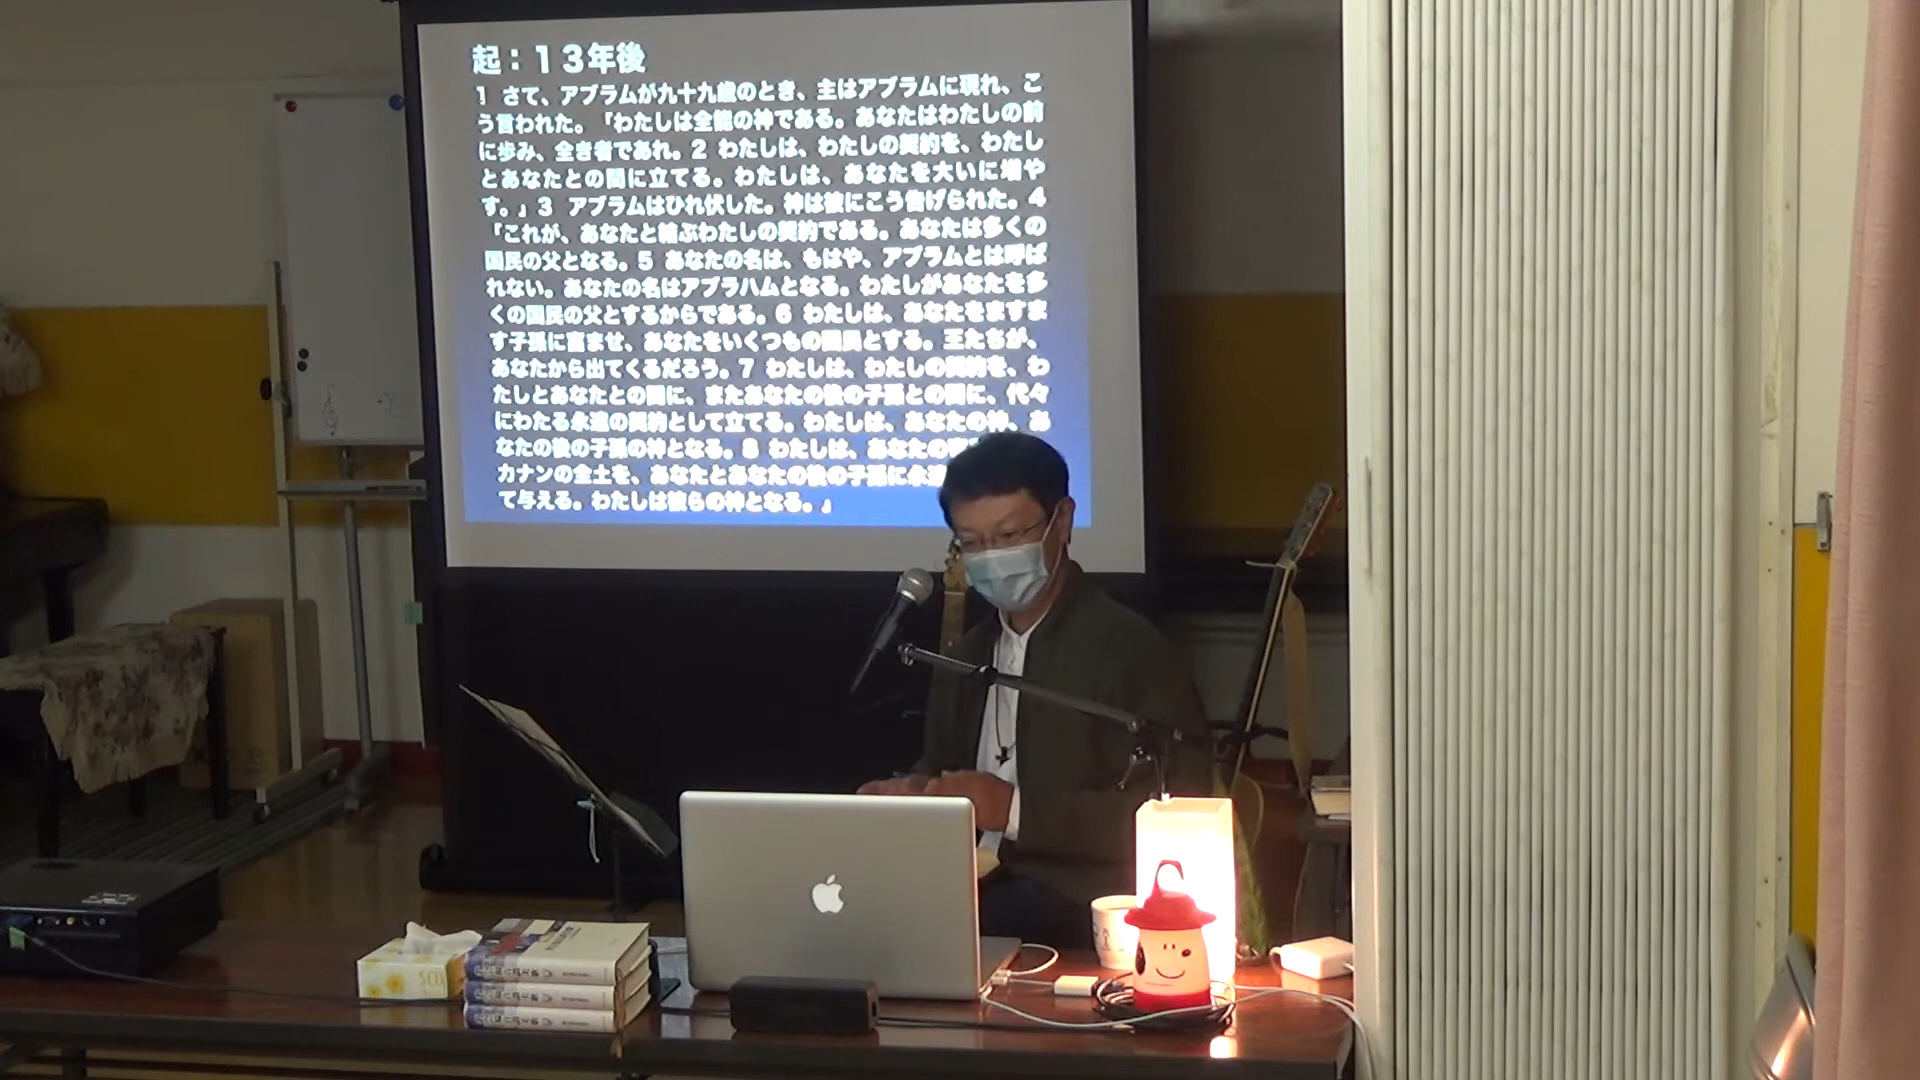 起：１３年後
1 さて、アブラムが九十九歳のとき、主はアブラムに現れ、こ
う言われた。「わたしは全能の神である。あなたはわたしの前
に歩み、全き者であれ。2 わたしは、わたしの契約を、わたし
とあなたとの間に立てる。わたしは、あなたを大いに増や
す。」3 アブラムはひれ伏した。神は彼にこう告げられた。4
「これが、あなたと結ぶわたしの契約である。あなたは多くの
国民の父となる。5 あなたの名は、もはや、アブラムとは呼ば
れない。あなたの名はアブラハムとなる。わたしがあなたを多
くの国民の父とするからである。6 わたしは、あなたをますま
す子孫に富ませ、あなたをいくつもの国民とする。王たちが、
あなたから出てくるだろう。7 わたしは、わたしの契約を、わ
たしとあなたとの間に、またあなたの後の子孫との間に、代々
にわたる永遠の契約として立てる。わたしは、あなたの神、あ
なたの後の子孫の神となる。8 わたしは、あなたの
カナンの全土を、あなたとあなたの後の子孫に永
て与える。わたしは彼らの神となる。」